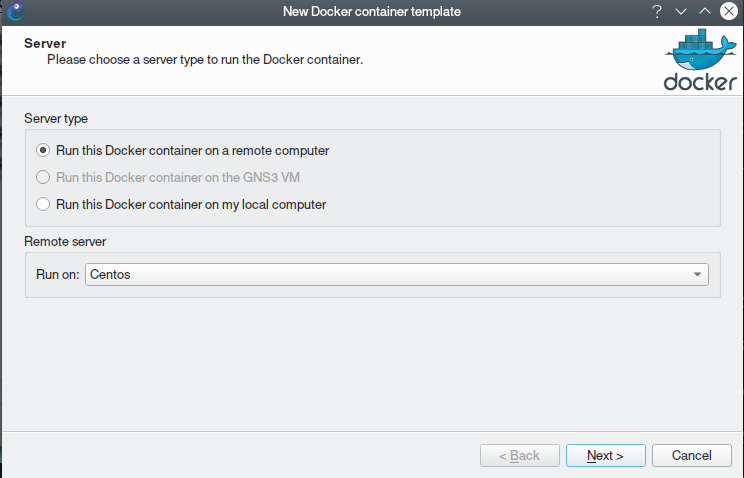 New Docker container template
?
Server
Please choose a server type to run the Docker container.
docker
Server type
Run this Docker container on a remote computer
Run this Docker container on the GNS3 VM
Run this Docker container on my local computer
Remote server
Run on: Centos
< Back Next > Cancel